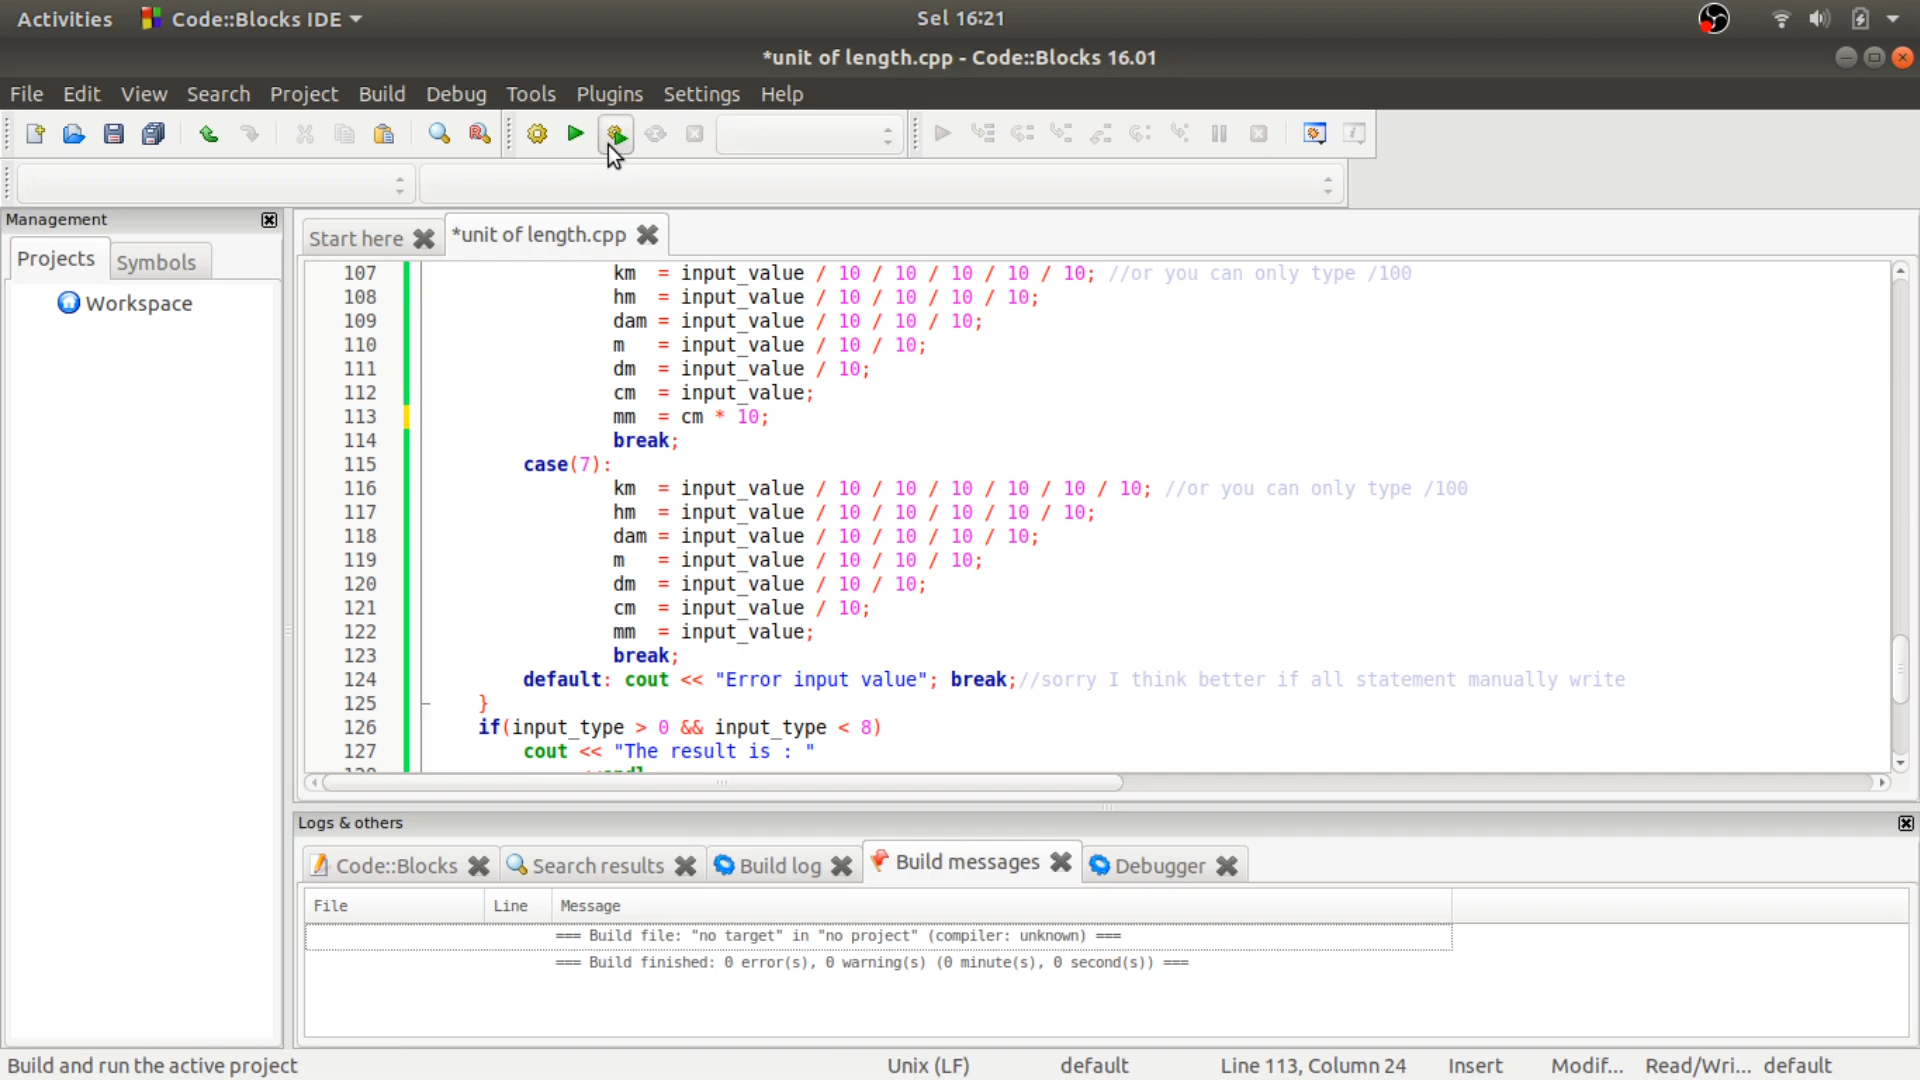 Activities Code::Blocks IDE Sel 16:21
*unit of length.cpp - Code::Blocks 16.01
File Edit View Search Project Build Debug Tools Plugins Settings Help
Management
Projects Symbols
Workspace
Start here *unit of length.cpp
107 km = input_value / 10 / 10 / 10 / 10 / 10; //or you can only type /100
108 hm = input_value / 10 / 10 / 10 / 10;
109 dam = input_value / 10 / 10 / 10;
110 m = input_value / 10 / 10;
111 dm = input_value / 10;
112 cm = input_value;
113 mm = cm * 10;
114 break;
115 case(7):
116 km = input_value / 10 / 10 / 10 / 10 / 10 / 10; //or you can only type /100
117 hm = input_value / 10 / 10 / 10 / 10 / 10;
118 dam = input_value / 10 / 10 / 10 / 10;
119 m = input_value / 10 / 10 / 10;
120 dm = input_value / 10 / 10;
121 cm = input_value / 10;
122 mm = input_value;
123 break;
124 default: cout << "Error input value"; break;//sorry I think better if all statement manually write
125 }
126 if(input_type > 0 && input_type < 8)
127 cout << "The result is : "
Logs & others
Code::Blocks Search results Build log Build messages Debugger
File Line Message
=== Build file: "no target" in "no project" (compiler: unknown) ===
=== Build finished: 0 error(s), 0 warning(s) (0 minute(s), 0 second(s)) ===
Build and run the active project Unix (LF) default Line 113, Column 24 Insert Modif... Read/Wri... default